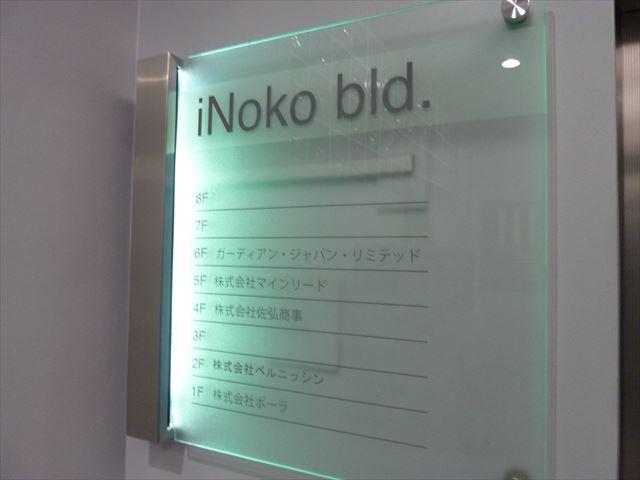 iNoko bld.
8F
7F
6F ガーディアン・ジャパン・リミテッド
5F 株式会社マインリード
4F 株式会社佐弘商事
3F
2F 株式会社ベルニッシン
1F 株式会社ポーラ